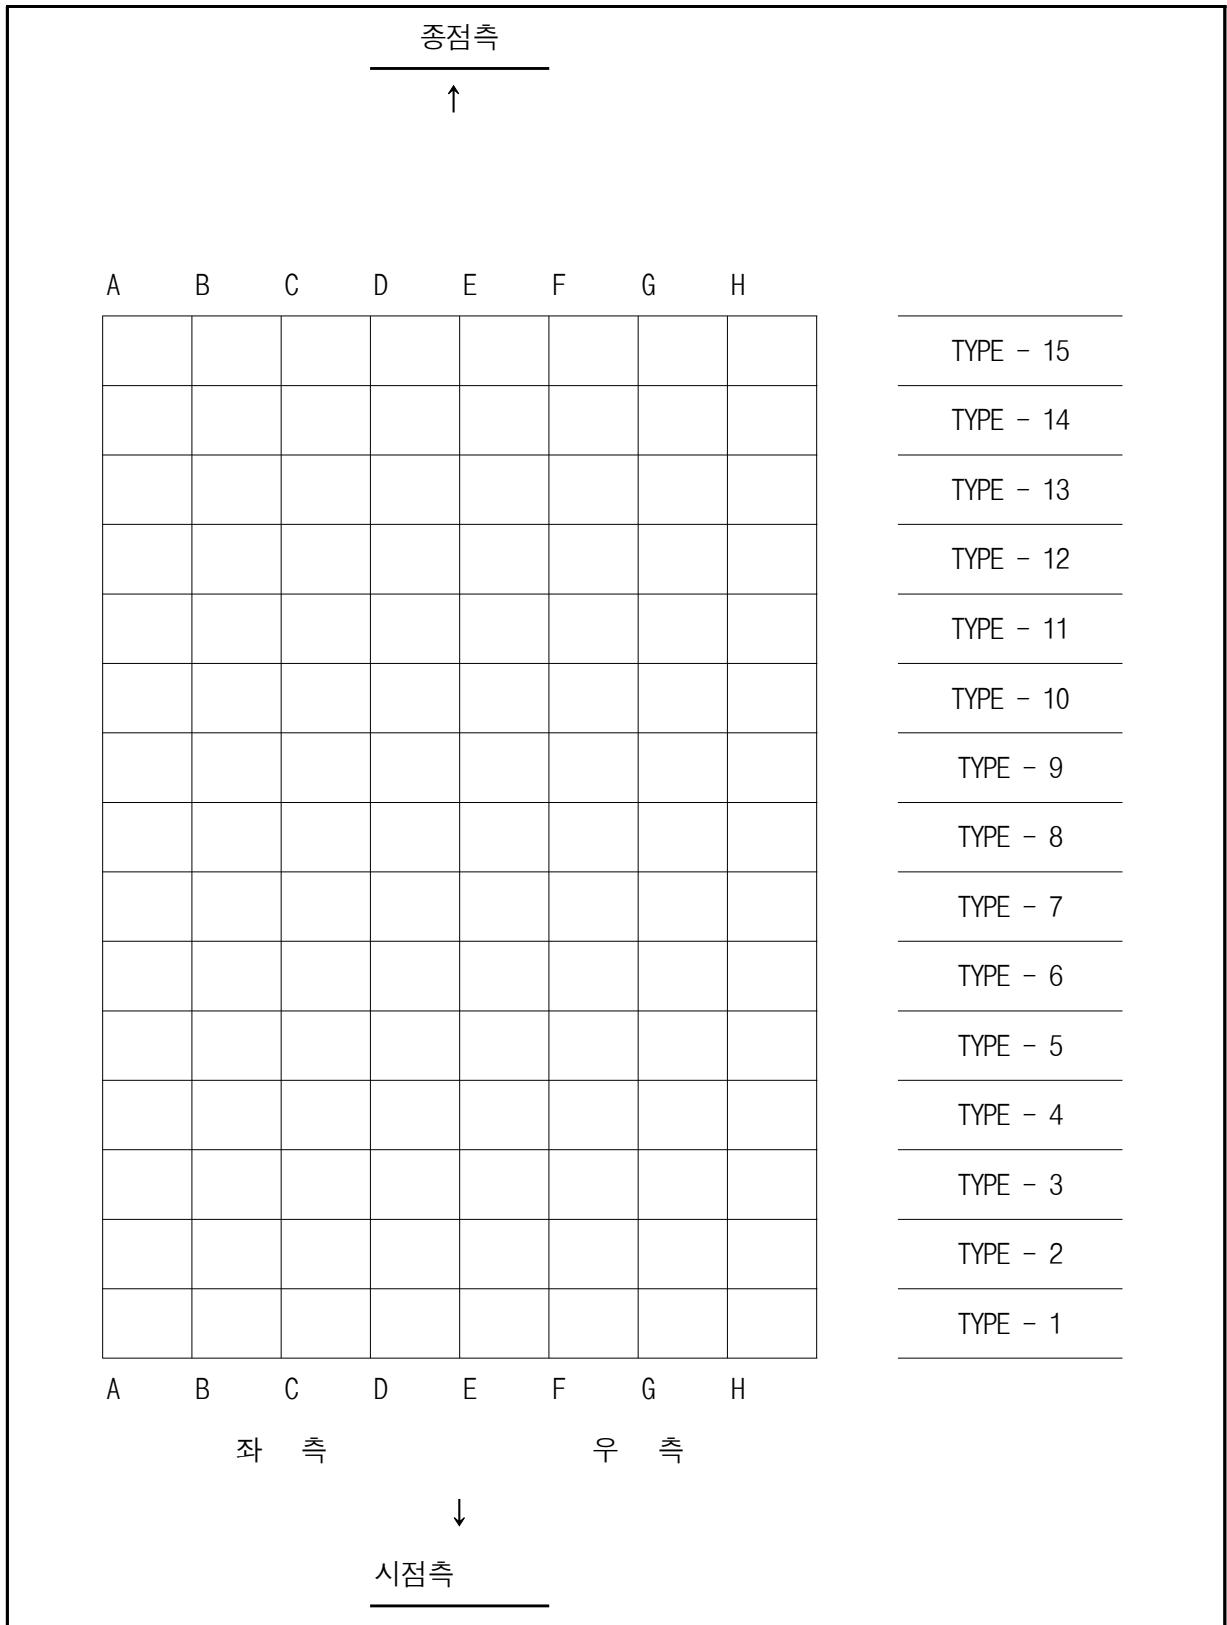 종점측
↑
A B C D E F G H
TYPE - 15
TYPE - 14
TYPE - 13
TYPE - 12
TYPE - 11
TYPE - 10
TYPE - 9
TYPE - 8
TYPE - 7
TYPE - 6
TYPE - 5
TYPE - 4
TYPE - 3
TYPE - 2
TYPE - 1
A B C D E F G H
좌 측 우 측
↓
시점측